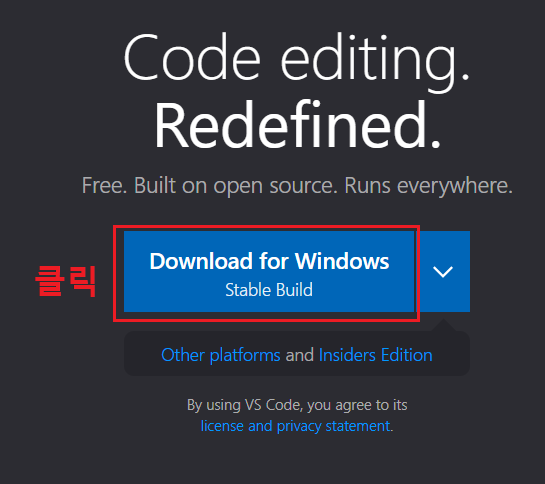 Code editing.
Redefined.
Free. Built on open source. Runs everywhere.
클릭
Download for Windows
Stable Build
Other platforms and Insiders Edition
By using VS Code, you agree to its
license and privacy statement.